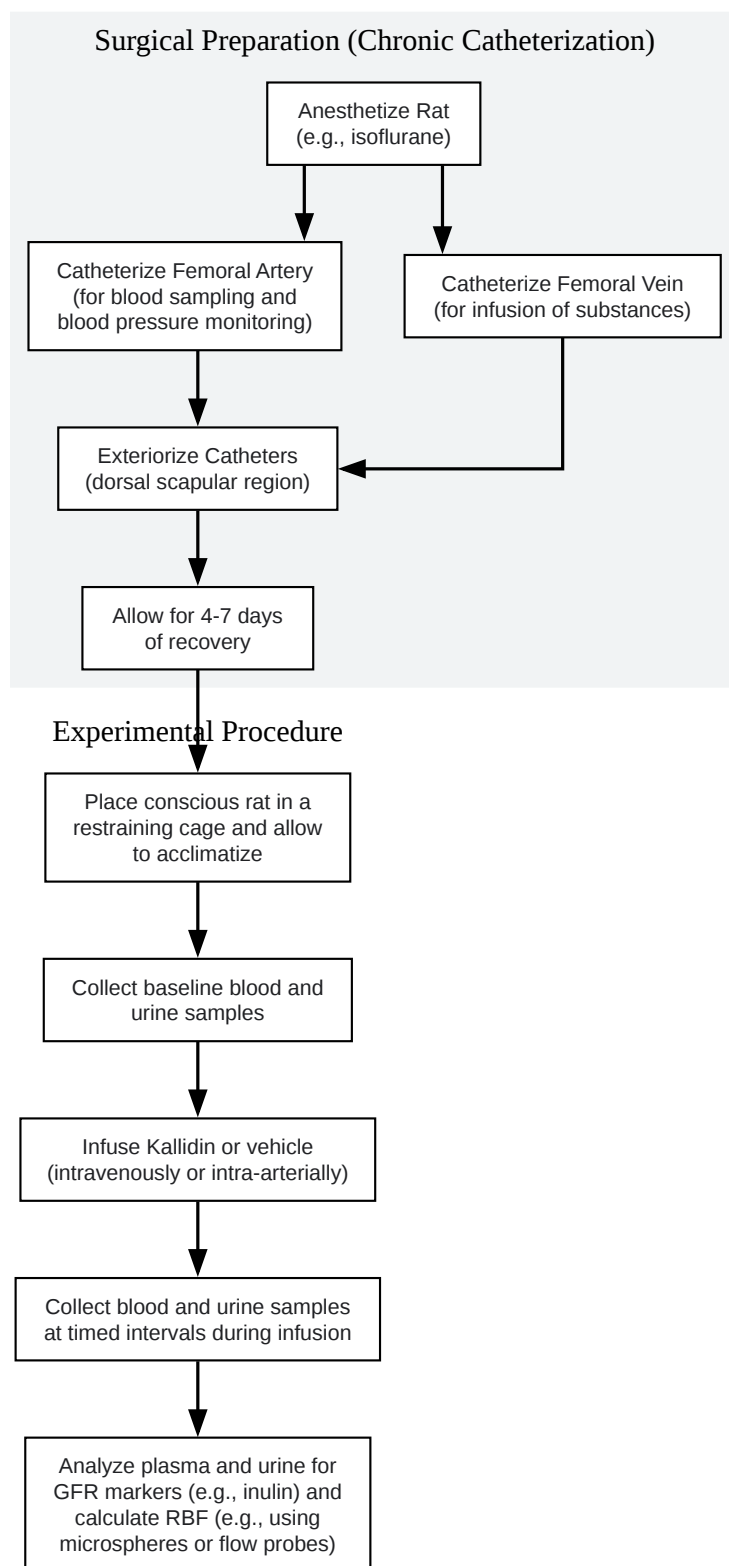 Surgical Preparation (Chronic Catheterization)
Anesthetize Rat
(e.g., isoflurane)
Catheterize Femoral Artery
(for blood sampling and
blood pressure monitoring)
Catheterize Femoral Vein
(for infusion of substances)
Exteriorize Catheters
(dorsal scapular region)
Allow for 4-7 days
of recovery
Experimental Procedure
Place conscious rat in a
restraining cage and allow
to acclimatize
Collect baseline blood and
urine samples
Infuse Kallidin or vehicle
(intravenously or intra-arterially)
Collect blood and urine samples
at timed intervals during infusion
Analyze plasma and urine for
GFR markers (e.g., inulin) and
calculate RBF (e.g., using
microspheres or flow probes)